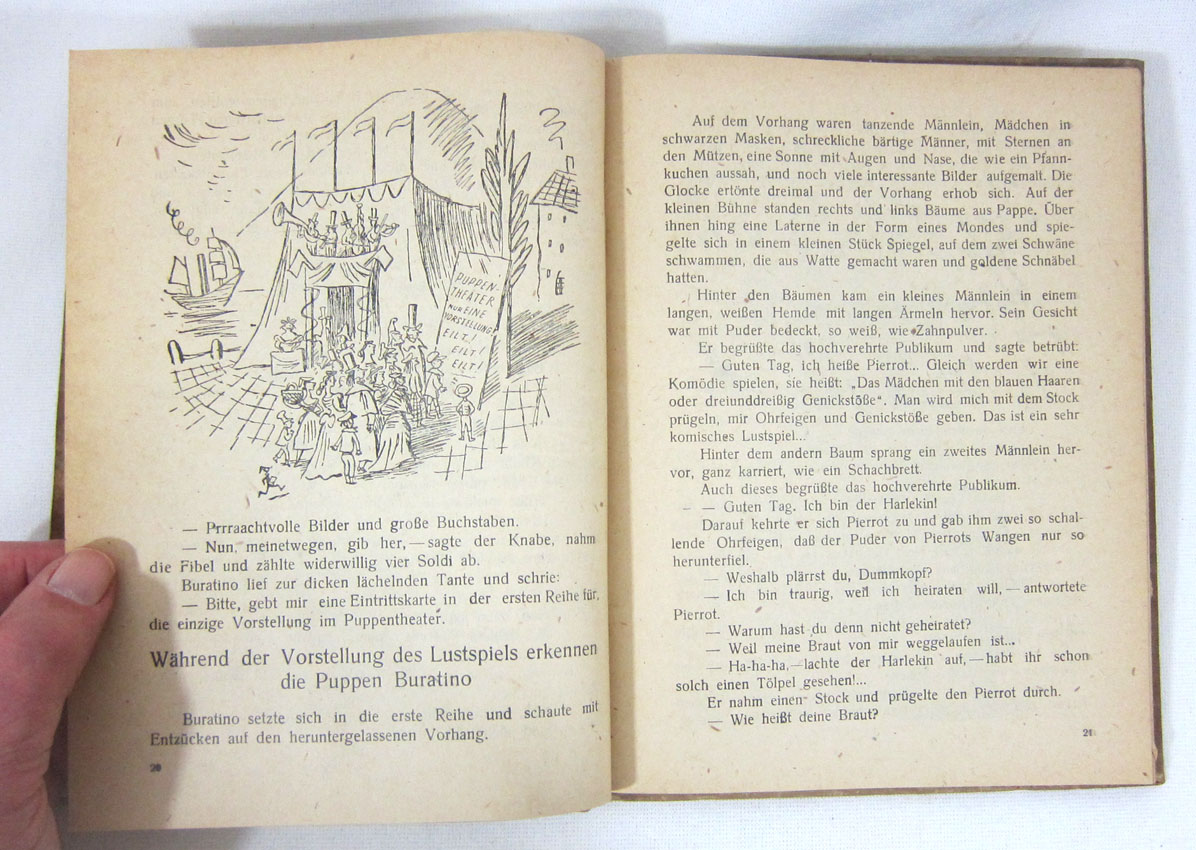 PUPPEN-
THEATER
NUR EINE
VORSTELLUNG!
EILT!
EILT!
EILT!
— Prrraachtvolle Bilder und große Buchstaben.
— Nun, meinetwegen, gib her, — sagte der Knabe, nahm
die Fibel und zählte widerwillig vier Soldi ab.
Buratino lief zur dicken lächelnden Tante und schrie:
— Bitte, gebt mir eine Eintrittskarte in der ersten Reihe für
die einzige Vorstellung im Puppentheater.
Während der Vorstellung des Lustspiels erkennen
die Puppen Buratino
Buratino setzte sich in die erste Reihe und schaute mit
Entzücken auf den heruntergelassenen Vorhang.
20
Auf dem Vorhang waren tanzende Männlein, Mädchen in
schwarzen Masken, schreckliche bärtige Männer, mit Sternen an
den Mützen, eine Sonne mit Augen und Nase, die wie ein Pfann-
kuchen aussah, und noch viele interessante Bilder aufgemalt. Die
Glocke ertönte dreimal und der Vorhang erhob sich. Auf der
kleinen Bühne standen rechts und links Bäume aus Pappe. Über
ihnen hing eine Laterne in der Form eines Mondes und spie-
gelte sich in einem kleinen Stück Spiegel, auf dem zwei Schwäne
schwammen, die aus Watte gemacht waren und goldene Schnäbel
hatten.
Hinter den Bäumen kam ein kleines Männlein in einem
langen, weißen Hemde mit langen Ärmeln hervor. Sein Gesicht
war mit Puder bedeckt, so weiß, wie Zahnpulver.
Er begrüßte das hochverehrte Publikum und sagte betrübt:
— Guten Tag, ich heiße Pierrot... Gleich werden wir eine
Komödie spielen, sie heißt: „Das Mädchen mit den blauen Haaren
oder dreiunddreißig Genickstöße“. Man wird mich mit dem Stock
prügeln, mir Ohrfeigen und Genickstöße geben. Das ist ein sehr
komisches Lustspiel...
Hinter dem andern Baum sprang ein zweites Männlein her-
vor, ganz karriert, wie ein Schachbrett.
Auch dieses begrüßte das hochverehrte Publikum.
— Guten Tag. Ich bin der Harlekin!
Darauf kehrte er sich Pierrot zu und gab ihm zwei so schal-
lende Ohrfeigen, daß der Puder von Pierrots Wangen nur so
herunterfiel.
— Weshalb plärrst du, Dummkopf?
— Ich bin traurig, weil ich heiraten will, — antwortete
Pierrot.
— Warum hast du denn nicht geheiratet?
— Weil meine Braut von mir weggelaufen ist...
— Ha-ha-ha, — lachte der Harlekin auf, — habt ihr schon
solch einen Tölpel gesehen!...
Er nahm einen Stock und prügelte den Pierrot durch.
— Wie heißt deine Braut?
21